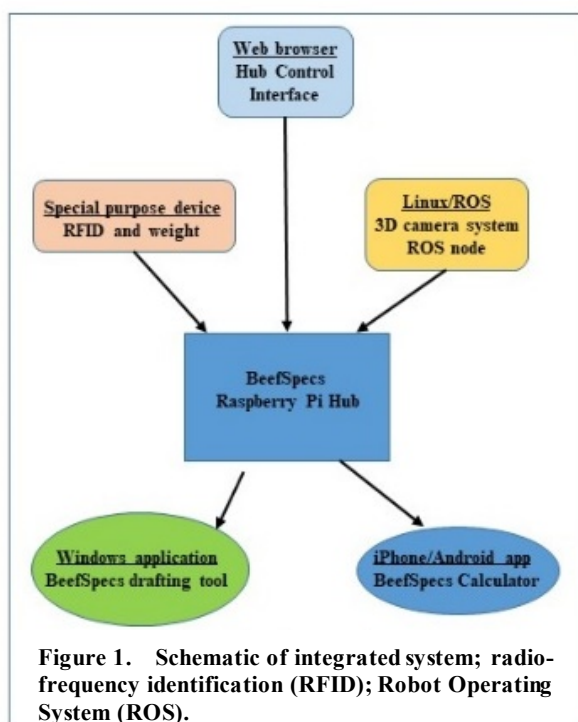 Web browser
Hub Control
Interface
Special purpose device
RFID and weight
Linux/ROS
3D camera system
ROS node
BeefSpecs
Raspberry Pi Hub
Windows application
BeefSpecs drafting tool
iPhone/Android app
BeefSpecs Calculator
Figure 1. Schematic of integrated system; radio-
frequency identification (RFID); Robot Operating
System (ROS).